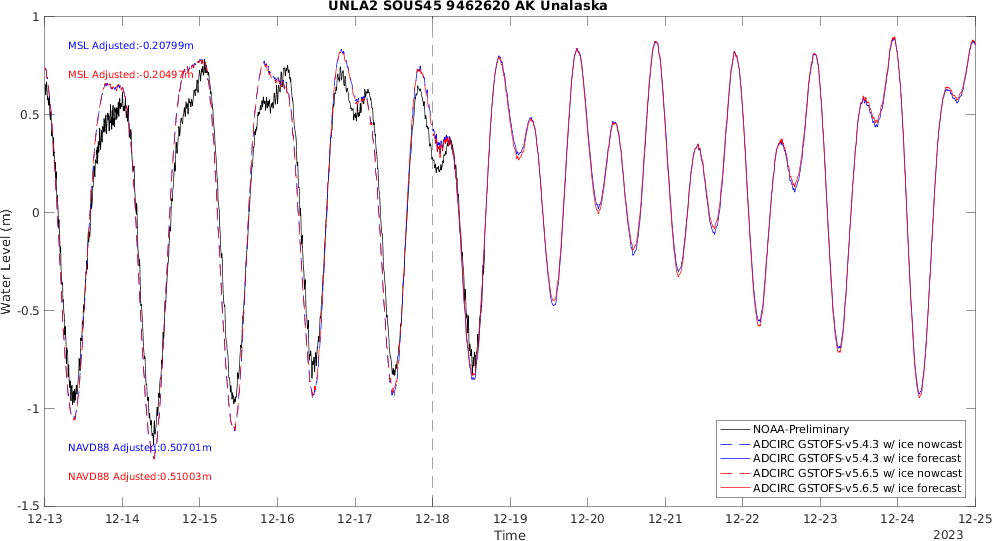 UNLA2 SOUS45 9462620 AK Unalaska
MSL Adjusted:-0.20799m
MSL Adjusted:-0.20497m
NAVD88 Adjusted:0.50701m
NAVD88 Adjusted:0.51003m
Water Level (m)
1
0.5
0
-0.5
-1
-1.5
NOAA-Preliminary
ADCIRC GSTOFS-v5.4.3 w/ ice nowcast
ADCIRC GSTOFS-v5.4.3 w/ ice forecast
ADCIRC GSTOFS-v5.6.5 w/ ice nowcast
ADCIRC GSTOFS-v5.6.5 w/ ice forecast
12-13 12-14 12-15 12-16 12-17 12-18 12-19 12-20 12-21 12-22 12-23 12-24 12-25
Time
2023